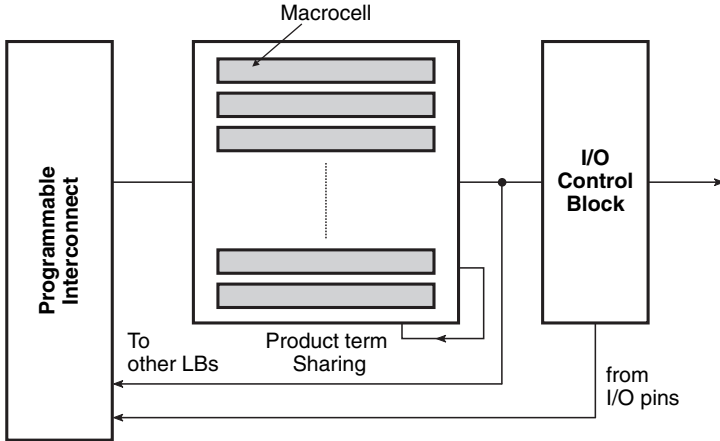 Macrocell
Programmable
Interconnect
I/O
Control
Block
To
other LBs
Product term
Sharing
from
I/O pins